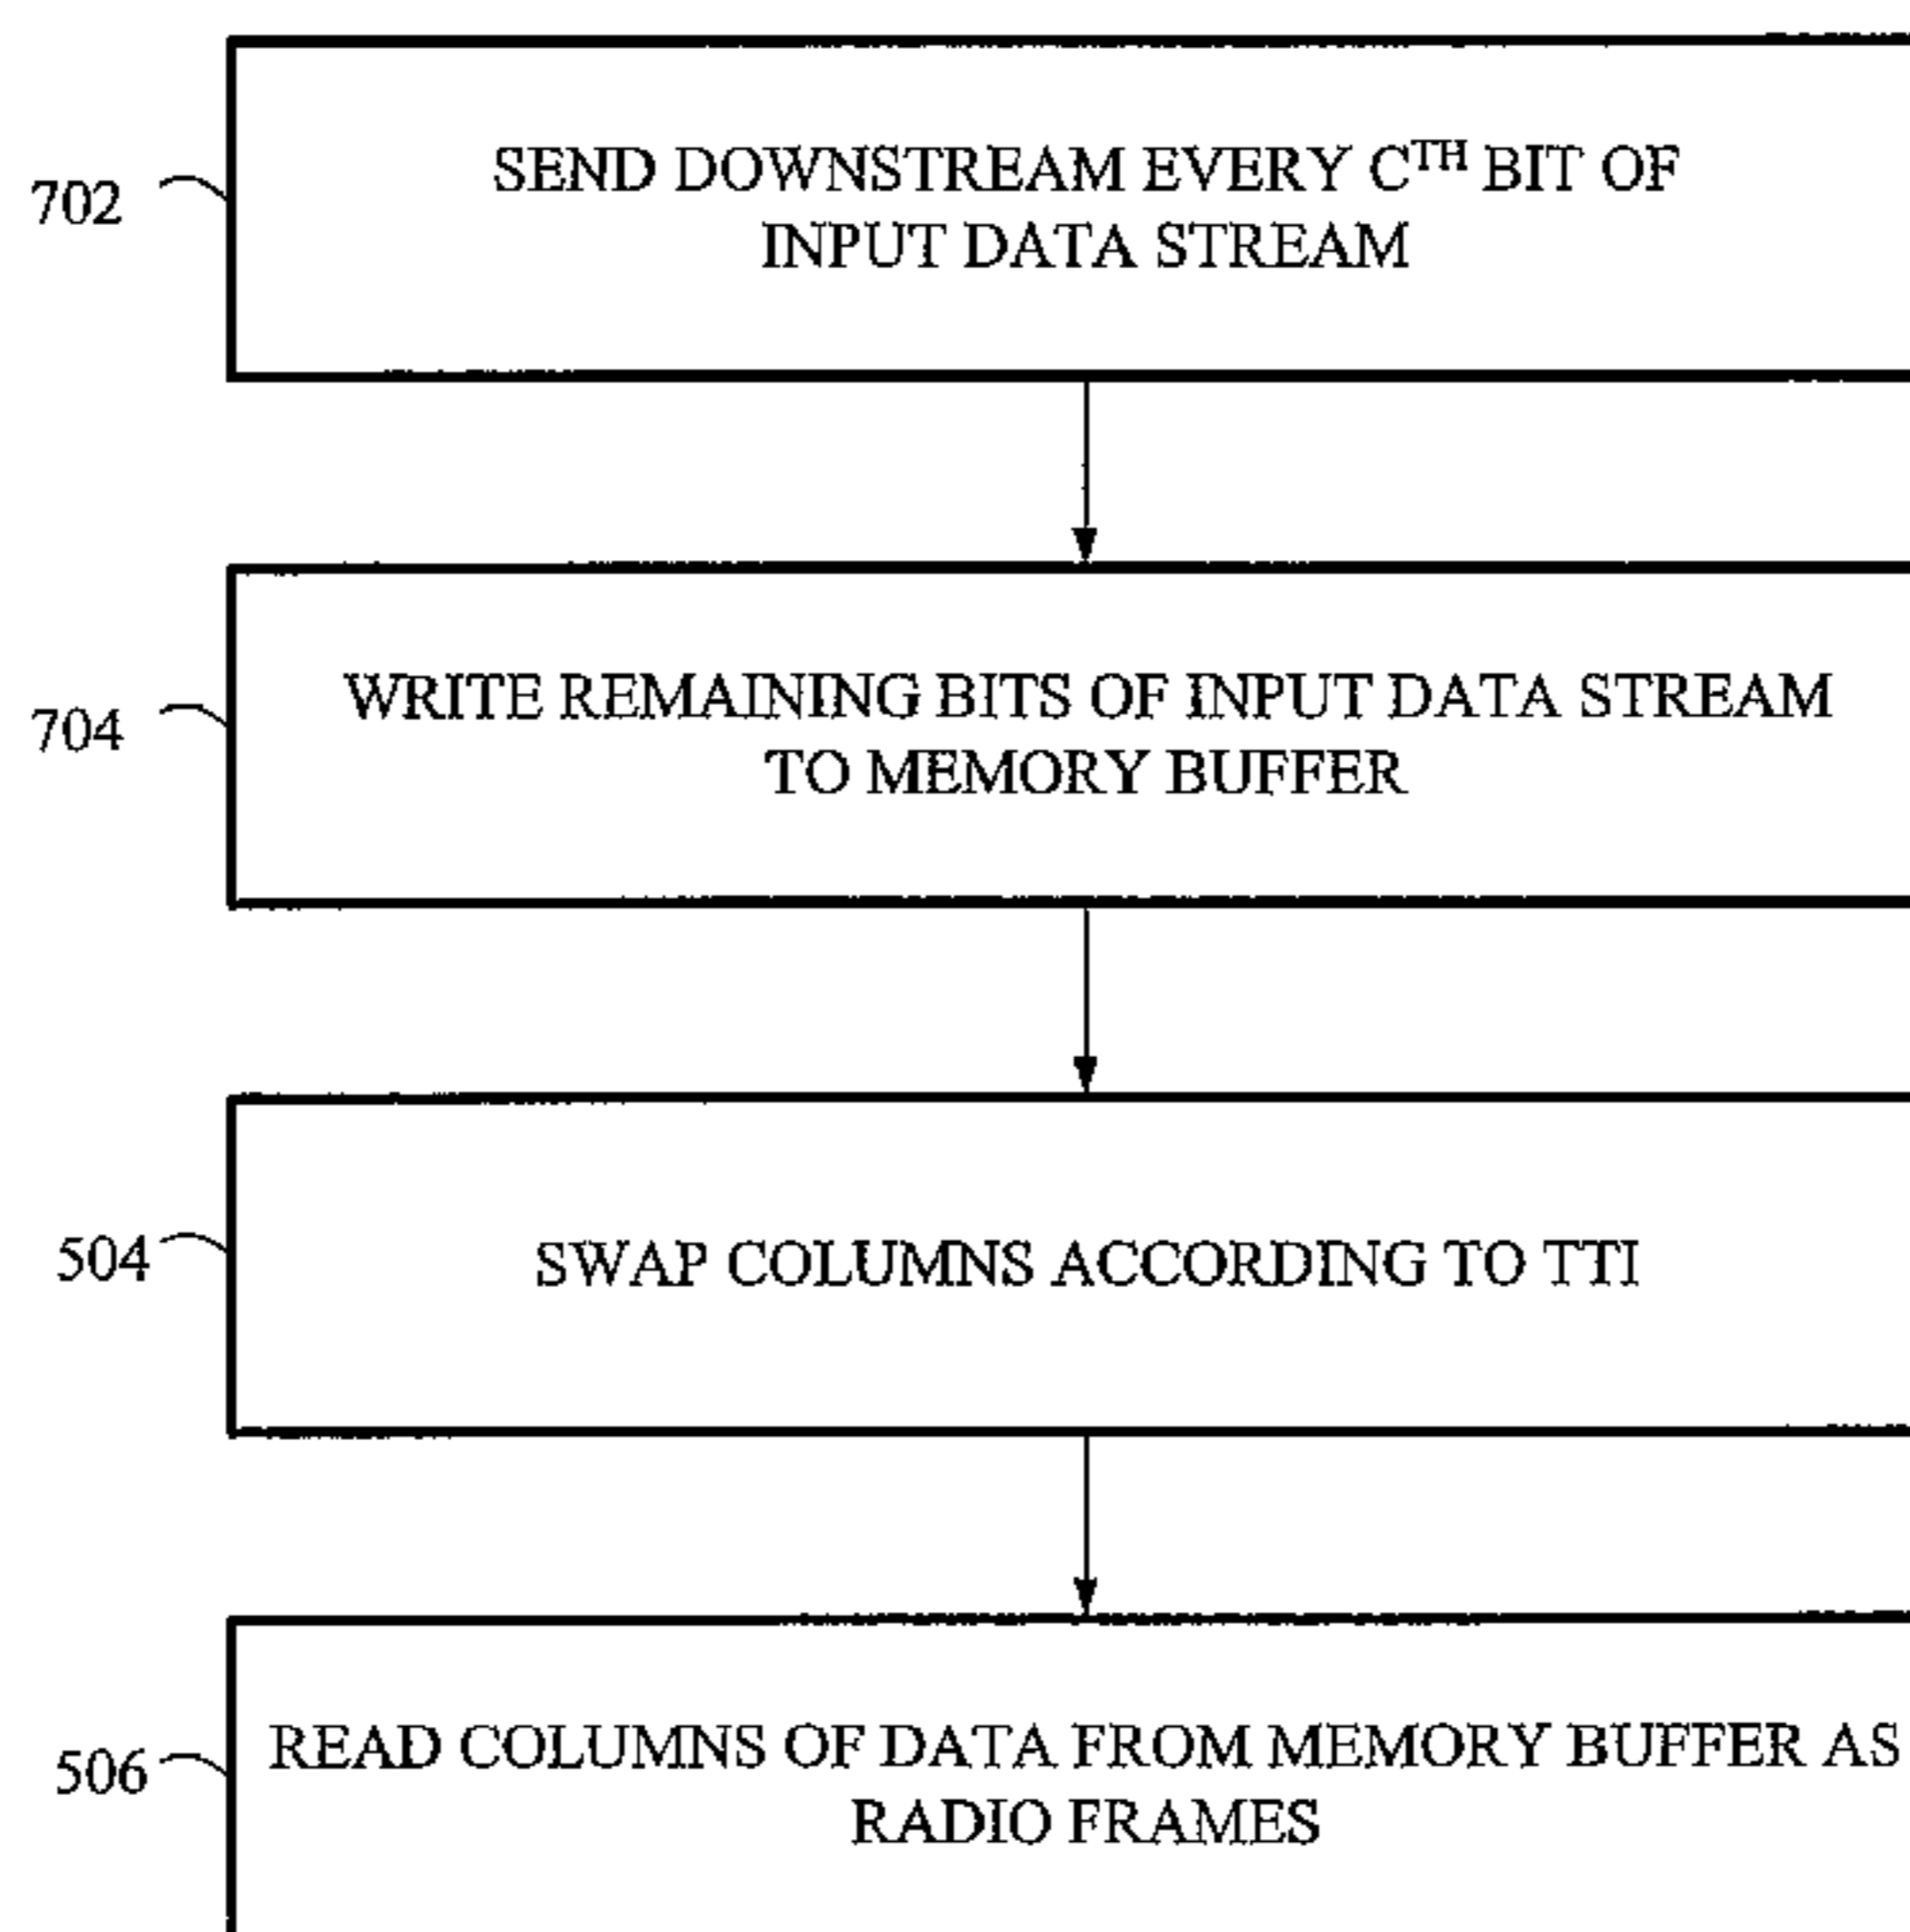 702
SEND DOWNSTREAM EVERY Cᵀᴴ BIT OF
INPUT DATA STREAM
704
WRITE REMAINING BITS OF INPUT DATA STREAM
TO MEMORY BUFFER
504
SWAP COLUMNS ACCORDING TO TTI
506
READ COLUMNS OF DATA FROM MEMORY BUFFER AS
RADIO FRAMES